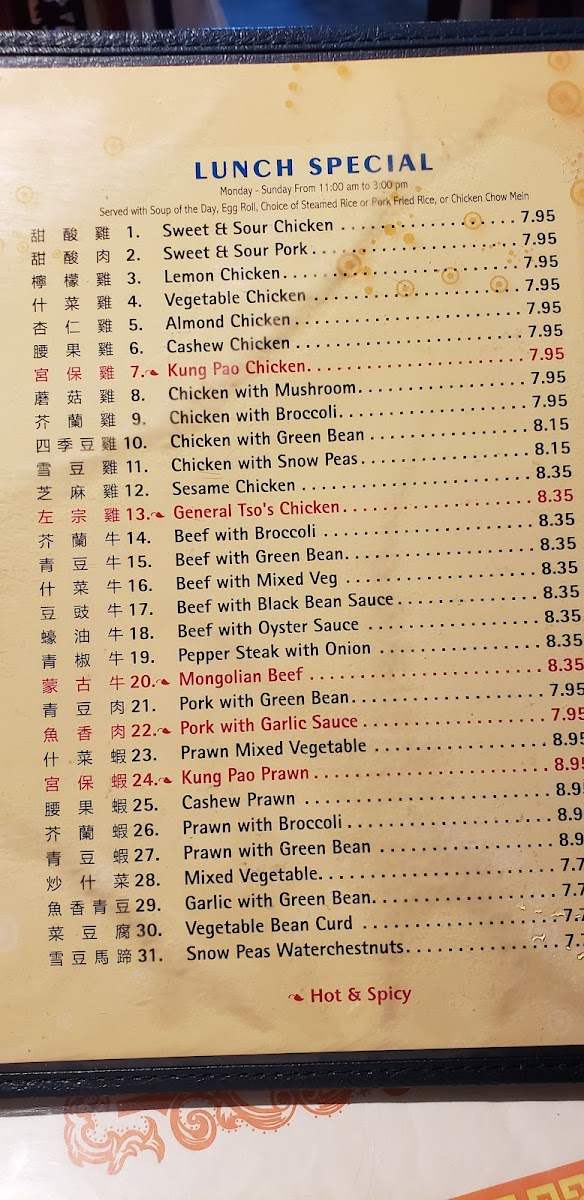 LUNCH SPECIAL
Monday - Sunday From 11:00 am to 3:00 pm
Served with Soup of the Day, Egg Roll, Choice of Steamed Rice or Pork Fried Rice, or Chicken Chow Mein
甜酸雞 1. Sweet & Sour Chicken 7.95
甜酸肉 2. Sweet & Sour Pork 7.95
檸檬雞 3. Lemon Chicken 7.95
什菜雞 4. Vegetable Chicken 7.95
杏仁雞 5. Almond Chicken 7.95
腰果雞 6. Cashew Chicken 7.95
宮保雞 7. Kung Pao Chicken 7.95
蘑菇雞 8. Chicken with Mushroom 7.95
芥蘭雞 9. Chicken with Broccoli 7.95
四季豆雞 10. Chicken with Green Bean 8.15
雪豆雞 11. Chicken with Snow Peas 8.15
芝麻雞 12. Sesame Chicken 8.35
左宗雞 13. General Tso's Chicken 8.35
芥蘭牛 14. Beef with Broccoli 8.35
青豆牛 15. Beef with Green Bean 8.35
什菜牛 16. Beef with Mixed Veg 8.35
豆豉牛 17. Beef with Black Bean Sauce 8.35
蠔油牛 18. Beef with Oyster Sauce 8.35
青椒牛 19. Pepper Steak with Onion 8.35
蒙古牛 20. Mongolian Beef 8.35
青豆肉 21. Pork with Green Bean 7.95
魚香肉 22. Pork with Garlic Sauce 7.95
什菜蝦 23. Prawn Mixed Vegetable 8.95
宮保蝦 24. Kung Pao Prawn 8.95
腰果蝦 25. Cashew Prawn 8.9
芥蘭蝦 26. Prawn with Broccoli 8.9
青豆蝦 27. Prawn with Green Bean 8.9
炒什菜 28. Mixed Vegetable 7.7
魚香青豆 29. Garlic with Green Bean 7.7
菜豆腐 30. Vegetable Bean Curd 7.7
雪豆馬蹄 31. Snow Peas Waterchestnuts 7.7
Hot & Spicy